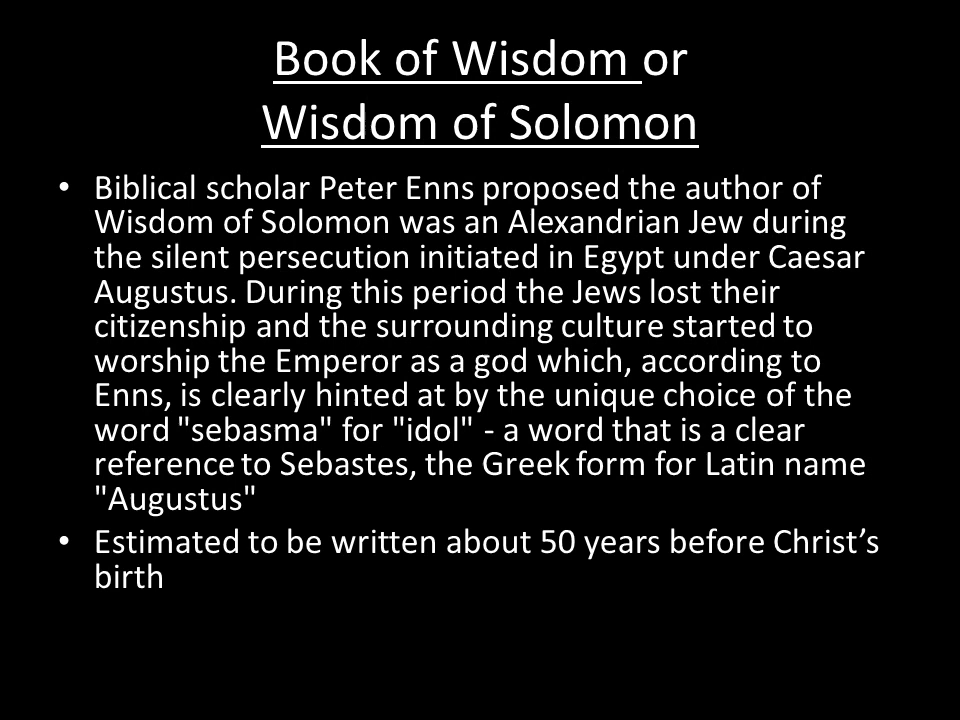 Book of Wisdom or
Wisdom of Solomon
• Biblical scholar Peter Enns proposed the author of
Wisdom of Solomon was an Alexandrian Jew during
the silent persecution initiated in Egypt under Caesar
Augustus. During this period the Jews lost their
citizenship and the surrounding culture started to
worship the Emperor as a god which, according to
Enns, is clearly hinted at by the unique choice of the
word "sebasma" for "idol" - a word that is a clear
reference to Sebastes, the Greek form for Latin name
"Augustus"
• Estimated to be written about 50 years before Christ’s
birth